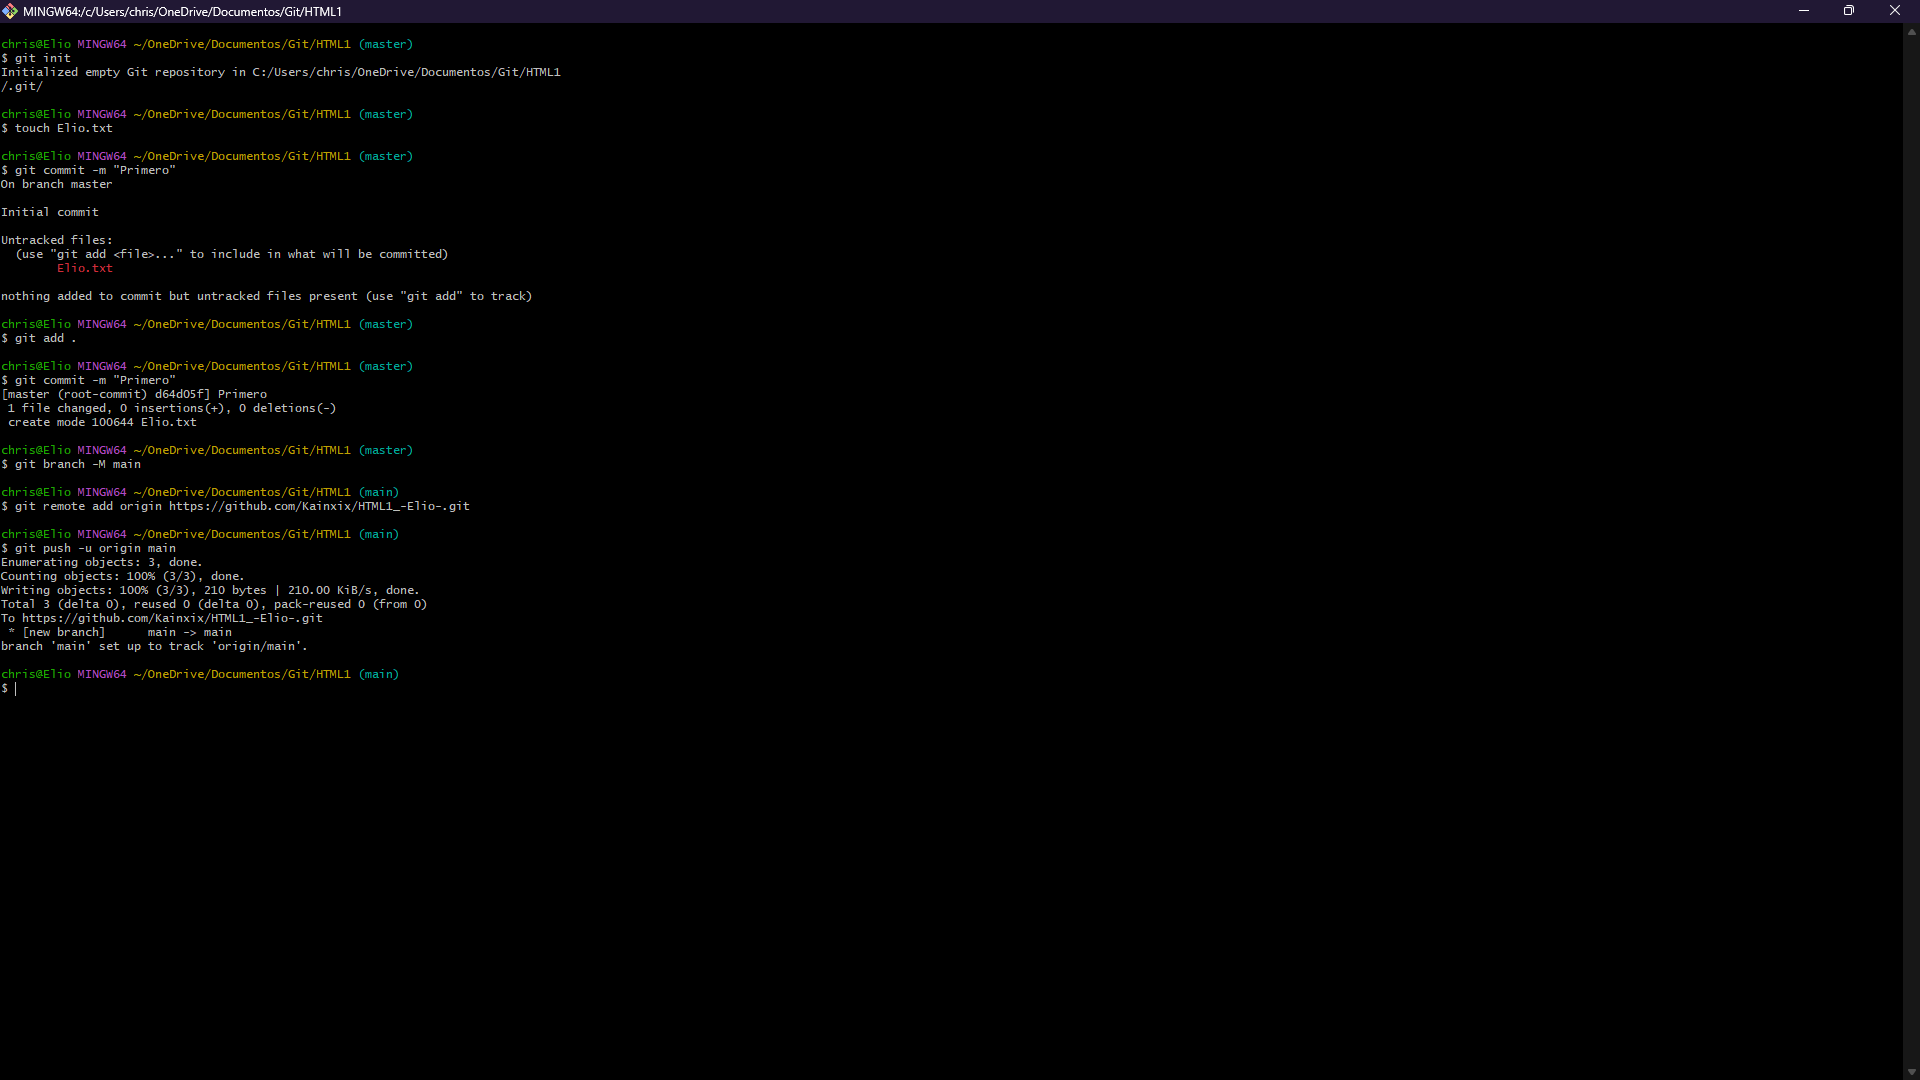 MINGW64:/c/Users/chris/OneDrive/Documentos/Git/HTML1
chris@Elio MINGW64 ~/OneDrive/Documentos/Git/HTML1 (master)
$ git init
Initialized empty Git repository in C:/Users/chris/OneDrive/Documentos/Git/HTML1
/.git/
chris@Elio MINGW64 ~/OneDrive/Documentos/Git/HTML1 (master)
$ touch Elio.txt
chris@Elio MINGW64 ~/OneDrive/Documentos/Git/HTML1 (master)
$ git commit -m "Primero"
On branch master
Initial commit
Untracked files:
  (use "git add <file>..." to include in what will be committed)
        Elio.txt
nothing added to commit but untracked files present (use "git add" to track)
chris@Elio MINGW64 ~/OneDrive/Documentos/Git/HTML1 (master)
$ git add .
chris@Elio MINGW64 ~/OneDrive/Documentos/Git/HTML1 (master)
$ git commit -m "Primero"
[master (root-commit) d64d05f] Primero
 1 file changed, 0 insertions(+), 0 deletions(-)
 create mode 100644 Elio.txt
chris@Elio MINGW64 ~/OneDrive/Documentos/Git/HTML1 (master)
$ git branch -M main
chris@Elio MINGW64 ~/OneDrive/Documentos/Git/HTML1 (main)
$ git remote add origin https://github.com/Kainxix/HTML1_-Elio-.git
chris@Elio MINGW64 ~/OneDrive/Documentos/Git/HTML1 (main)
$ git push -u origin main
Enumerating objects: 3, done.
Counting objects: 100% (3/3), done.
Writing objects: 100% (3/3), 210 bytes | 210.00 KiB/s, done.
Total 3 (delta 0), reused 0 (delta 0), pack-reused 0 (from 0)
To https://github.com/Kainxix/HTML1_-Elio-.git
 * [new branch]      main -> main
branch 'main' set up to track 'origin/main'.
chris@Elio MINGW64 ~/OneDrive/Documentos/Git/HTML1 (main)
$